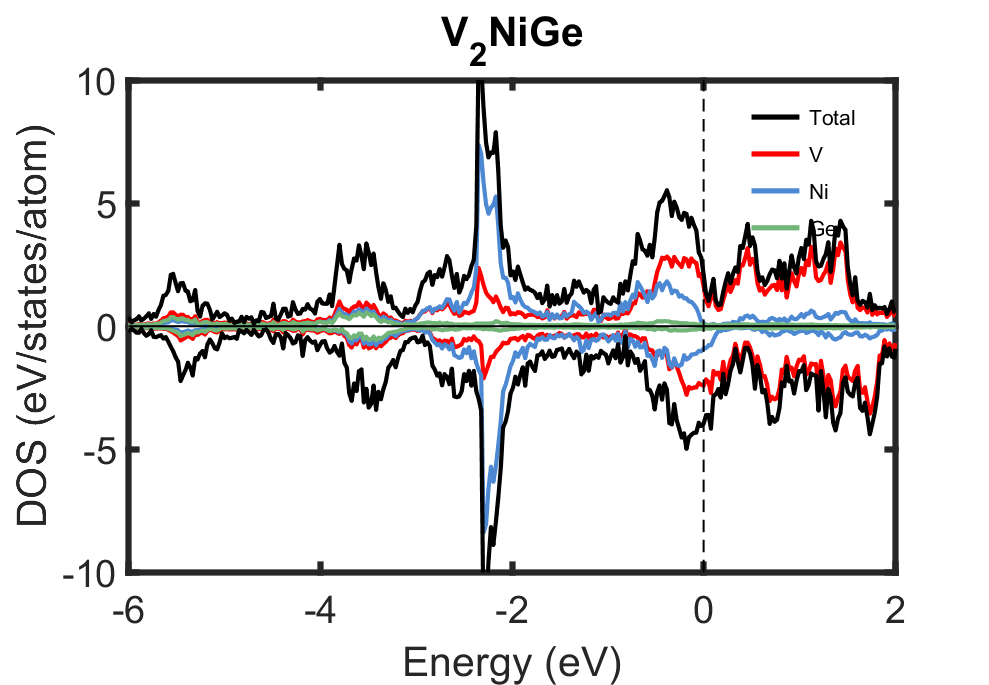 V2NiGe
DOS (eV/states/atom)
10
5
0
-5
-10
Total
V
Ni
Ge
-6
-4
-2
0
2
Energy (eV)